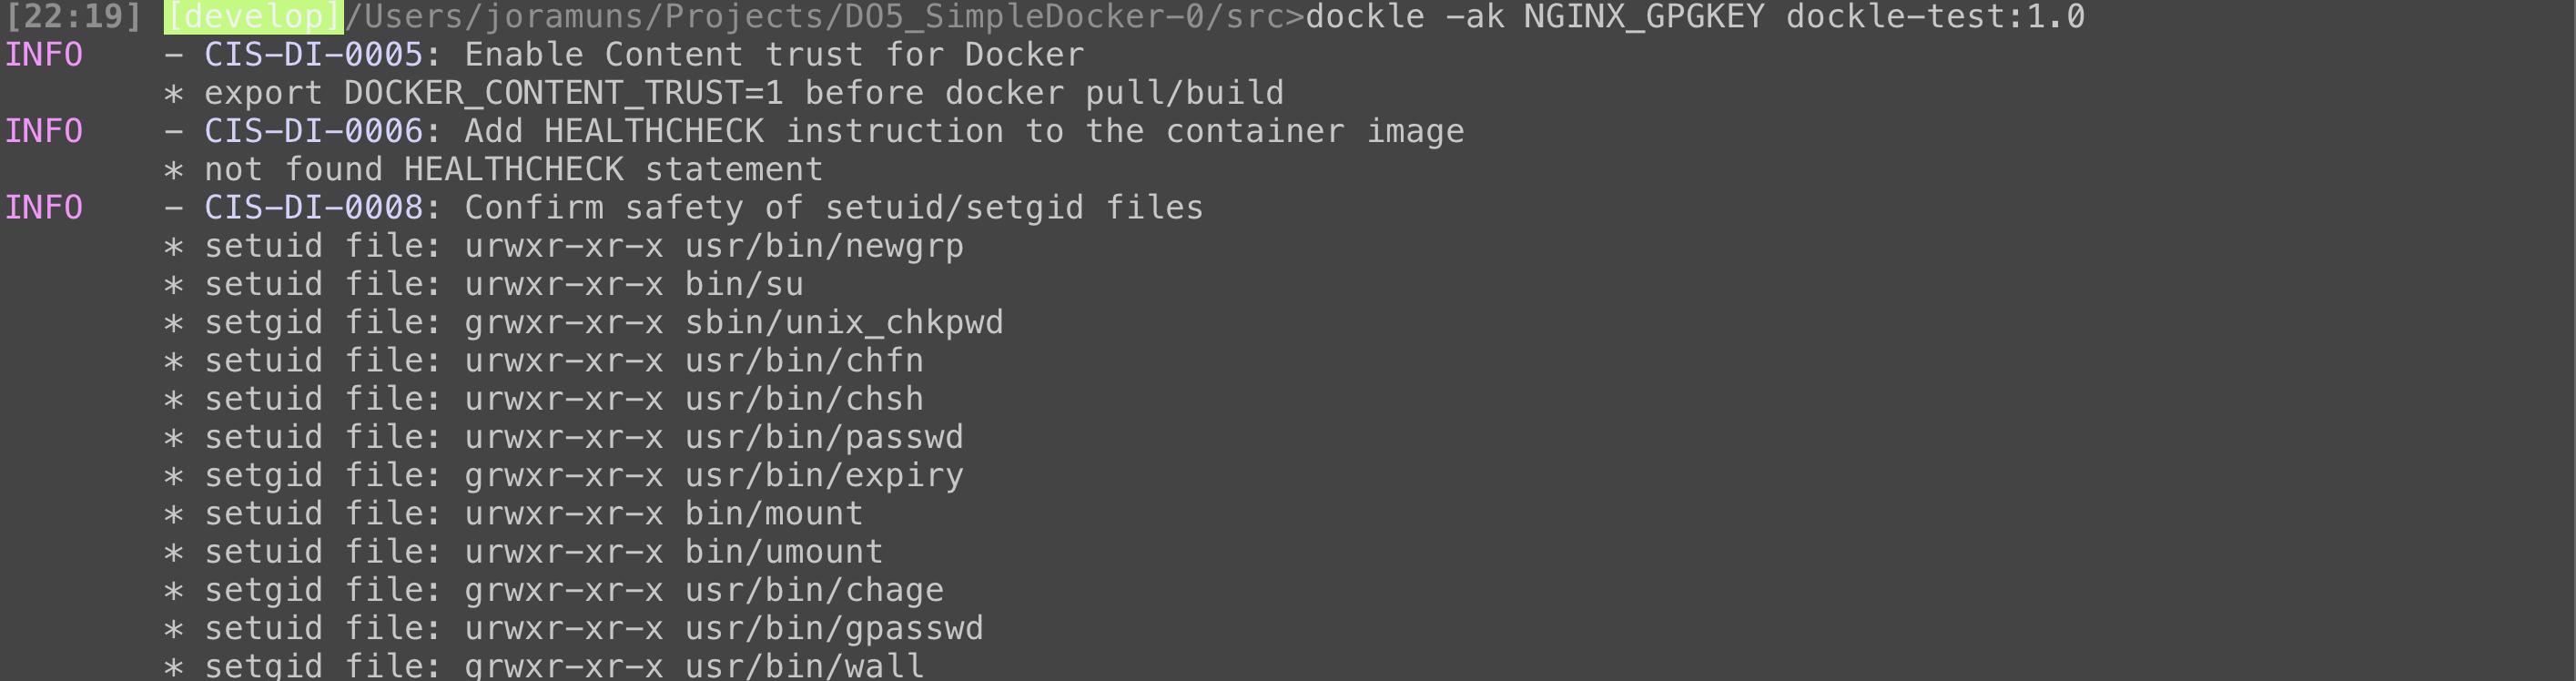 [22:19] [develop]/Users/joramuns/Projects/DO5_SimpleDocker-0/src>dockle -ak NGINX_GPGKEY dockle-test:1.0
INFO - CIS-DI-0005: Enable Content trust for Docker
* export DOCKER_CONTENT_TRUST=1 before docker pull/build
INFO - CIS-DI-0006: Add HEALTHCHECK instruction to the container image
* not found HEALTHCHECK statement
INFO - CIS-DI-0008: Confirm safety of setuid/setgid files
* setuid file: urwxr-xr-x usr/bin/newgrp
* setuid file: urwxr-xr-x bin/su
* setgid file: grwxr-xr-x sbin/unix_chkpwd
* setuid file: urwxr-xr-x usr/bin/chfn
* setuid file: urwxr-xr-x usr/bin/chsh
* setuid file: urwxr-xr-x usr/bin/passwd
* setgid file: grwxr-xr-x usr/bin/expiry
* setuid file: urwxr-xr-x bin/mount
* setuid file: urwxr-xr-x bin/umount
* setgid file: grwxr-xr-x usr/bin/chage
* setuid file: urwxr-xr-x usr/bin/gpasswd
* setgid file: grwxr-xr-x usr/bin/wall